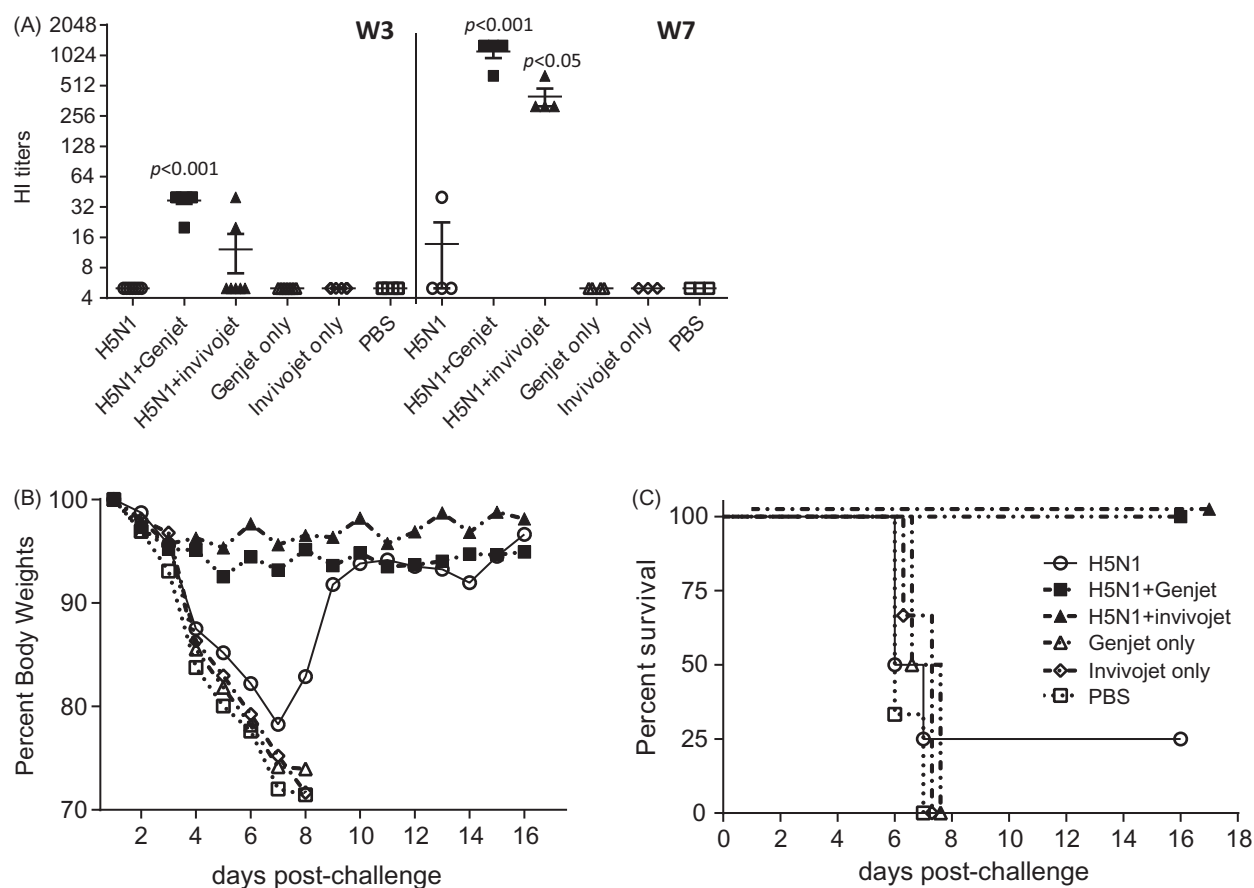 (A)
W3
W7
HI titers
2048
1024
512
256
128
64
32
16
8
4
p<0.001
p<0.001
p<0.05
H5N1
H5N1+Genjet
H5N1+invivojet
Genjet only
Invivojet only
PBS
H5N1
H5N1+Genjet
H5N1+invivojet
Genjet only
Invivojet only
PBS
(B)
Percent Body Weights
100
90
80
70
2 4 6 8 10 12 14 16
days post-challenge
(C)
Percent survival
100
75
50
25
0
H5N1
H5N1+Genjet
H5N1+invivojet
Genjet only
Invivojet only
PBS
0 2 4 6 8 10 12 14 16 18
days post-challenge